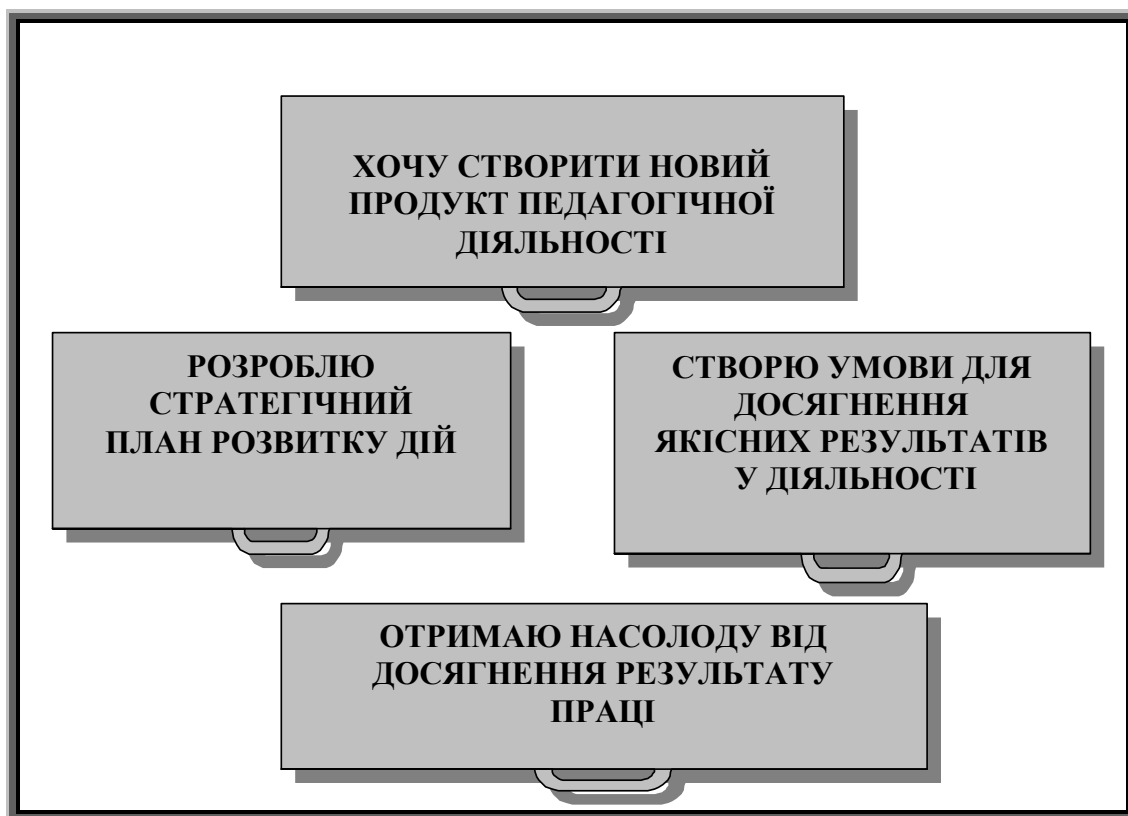 ХОЧУ СТВОРИТИ НОВИЙ
ПРОДУКТ ПЕДАГОГІЧНОЇ
ДІЯЛЬНОСТІ
РОЗРОБЛЮ
СТРАТЕГІЧНИЙ
ПЛАН РОЗВИТКУ ДІЙ
СТВОРЮ УМОВИ ДЛЯ
ДОСЯГНЕННЯ
ЯКІСНИХ РЕЗУЛЬТАТІВ
У ДІЯЛЬНОСТІ
ОТРИМАЮ НАСОЛОДУ ВІД
ДОСЯГНЕННЯ РЕЗУЛЬТАТУ
ПРАЦІ